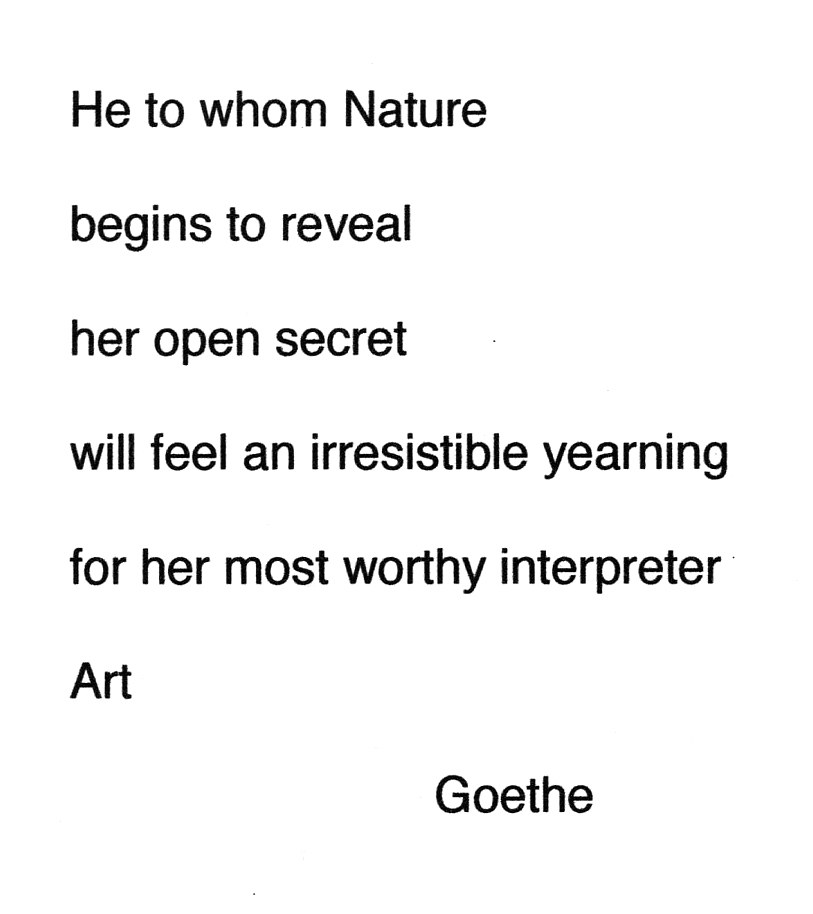 He to whom Nature
begins to reveal
her open secret
will feel an irresistible yearning
for her most worthy interpreter
Art
Goethe